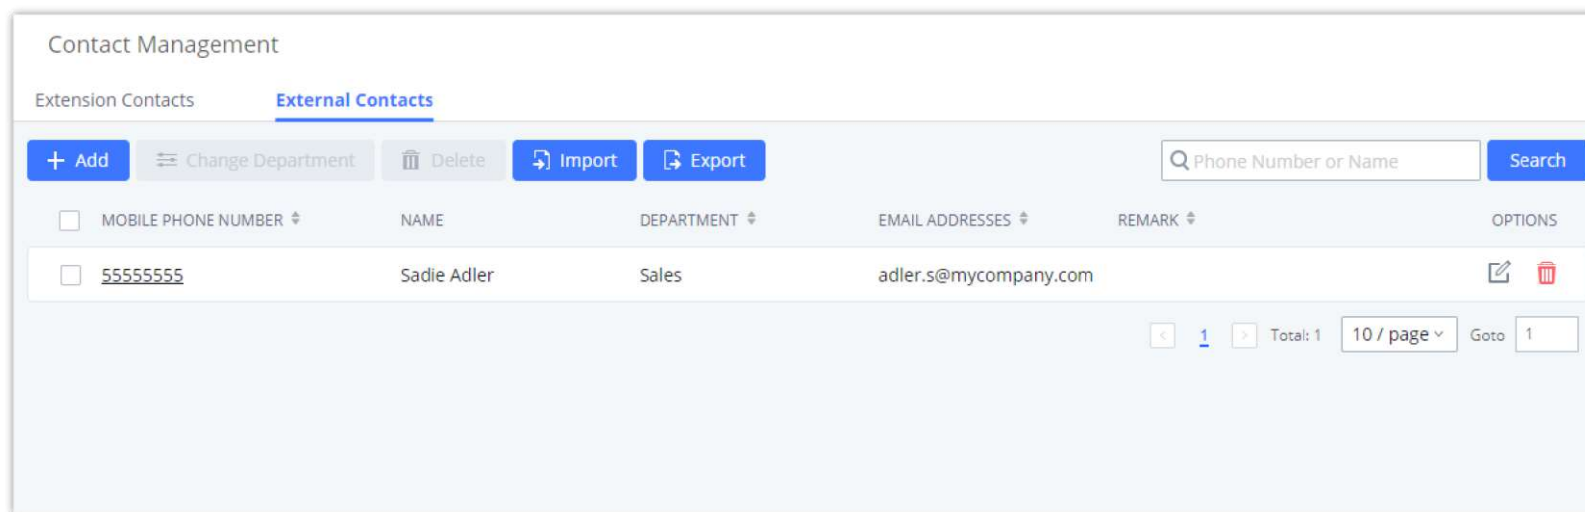 Contact Management
Extension Contacts External Contacts
+ Add Change Department Delete Import Export Phone Number or Name Search
MOBILE PHONE NUMBER NAME DEPARTMENT EMAIL ADDRESSES REMARK OPTIONS
55555555 Sadie Adler Sales adler.s@mycompany.com
< 1 > Total: 1 10 / page Goto 1